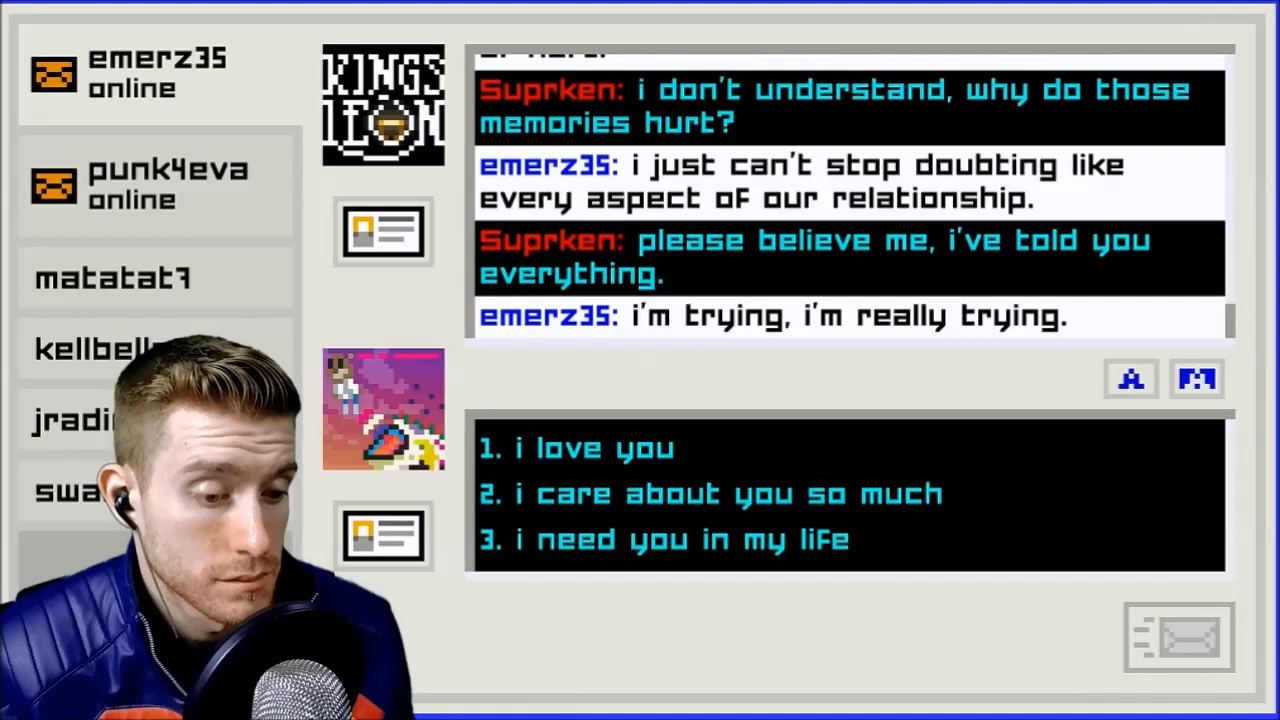 emerz35
online
punk4eva
online
matatat7
KINGS
LEON
Suprken: i don't understand, why do those
memories hurt?
emerz35: i just can't stop doubting like
every aspect of our relationship.
Suprken: please believe me, i've told you
everything.
emerz35: i'm trying, i'm really trying.
A
1. i love you
2. i care about you so much
3. i need you in my life